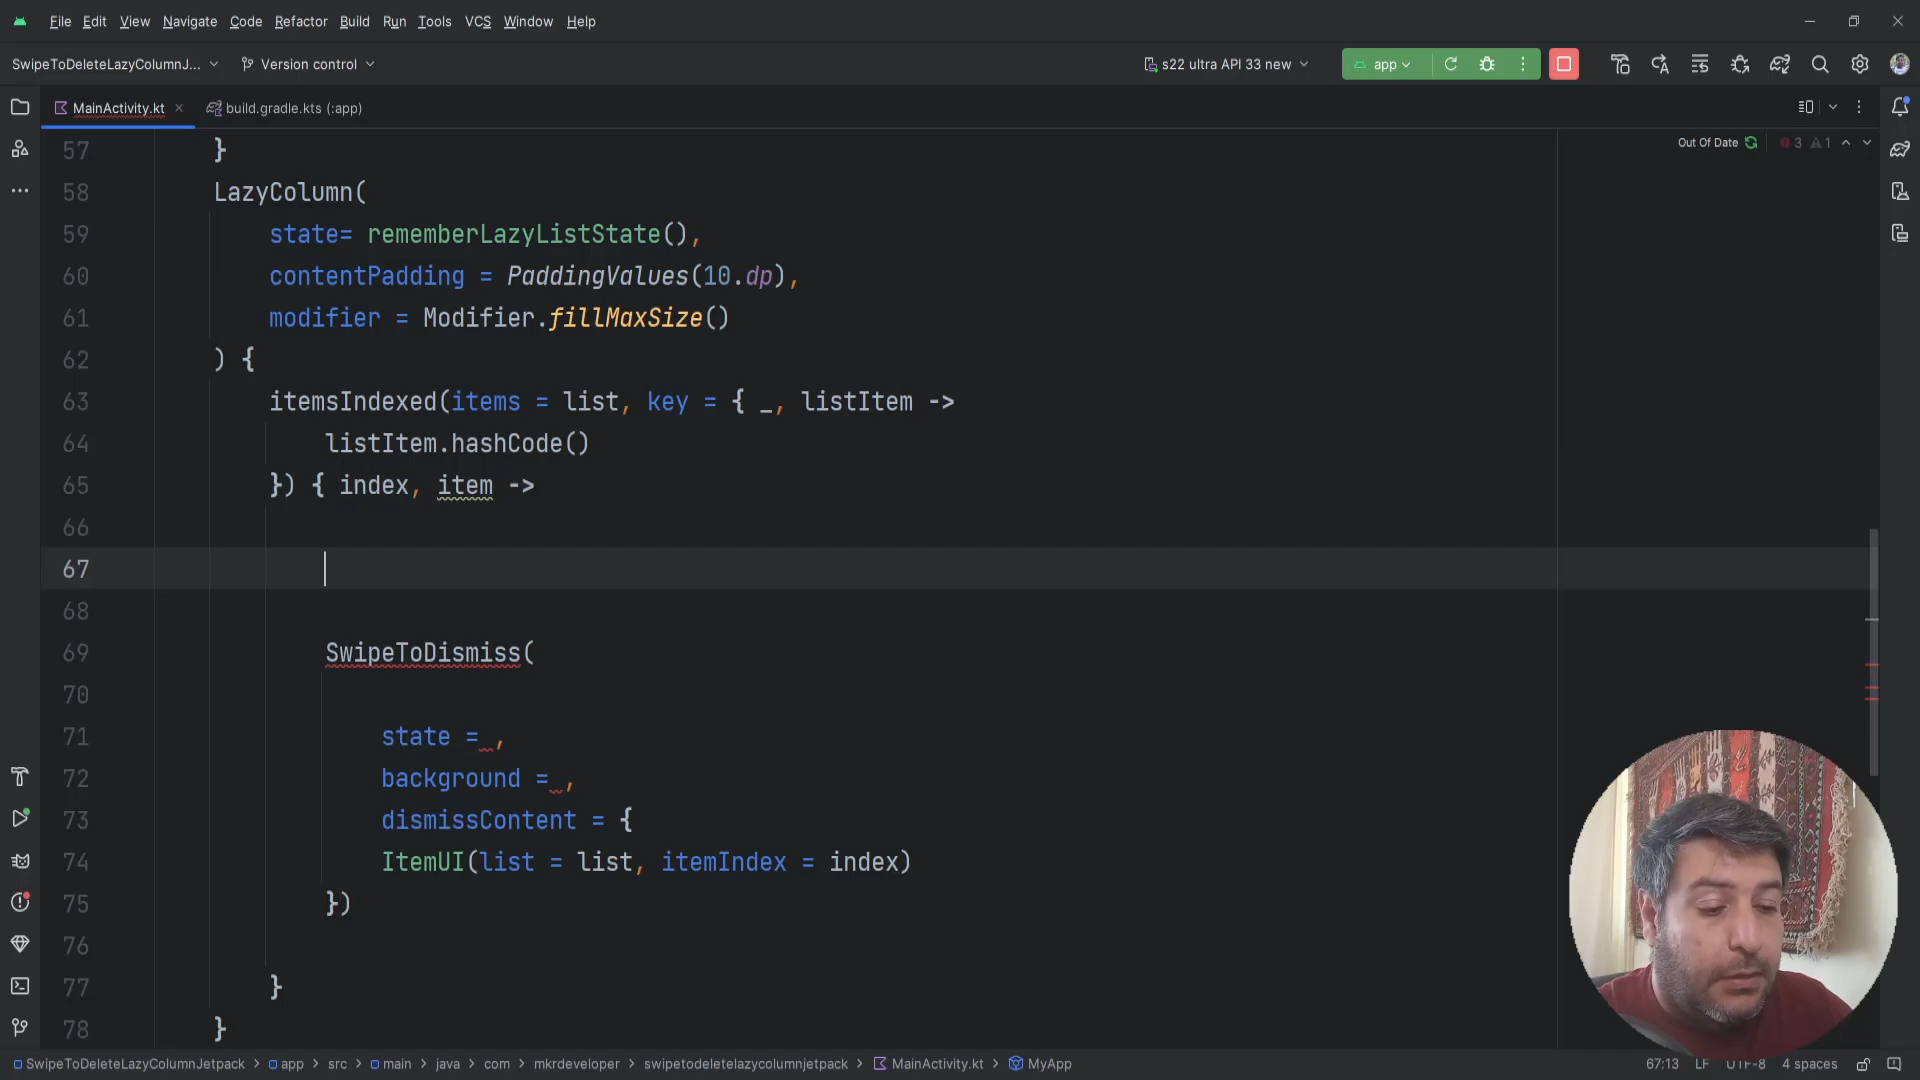 File Edit View Navigate Code Refactor Build Run Tools VCS Window Help
SwipeToDeleteLazyColumnJ... Version control s22 ultra API 33 new app
MainActivity.kt build.gradle.kts (:app)
Out Of Date 3 1
57 }
58 LazyColumn(
59 state= rememberLazyListState(),
60 contentPadding = PaddingValues(10.dp),
61 modifier = Modifier.fillMaxSize()
62 ) {
63 itemsIndexed(items = list, key = { _, listItem ->
64 listItem.hashCode()
65 }) { index, item ->
66
67
68
69 SwipeToDismiss(
70
71 state = ,
72 background = ,
73 dismissContent = {
74 ItemUI(list = list, itemIndex = index)
75 })
76
77 }
78 }
SwipeToDeleteLazyColumnJetpack > app > src > main > java > com > mkrdeveloper > swipetodeletelazycolumnjetpack > MainActivity.kt > MyApp 67:13 LF UTF-8 4 spaces